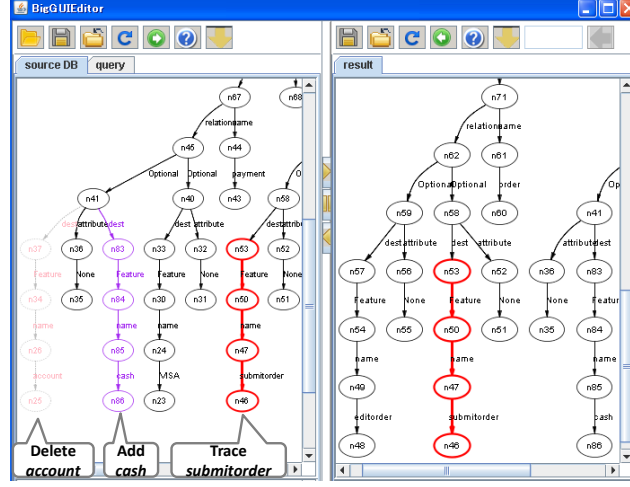 BigGUIEditor
source DB
query
n67
n68
relation
name
n45
n44
Optional
Optional
payment
n41
n40
n43
n58
dest
attribute
dest
dest
attribute
dest
attribute
n37
n36
n83
n33
n32
n53
n52
Feature
None
Feature
Feature
None
Feature
None
n34
n35
n84
n30
n31
n50
n51
name
name
name
name
n26
n85
n24
n47
account
cash
MSA
submitorder
n25
n86
n23
n46
Delete
account
Add
cash
Trace
submitorder
result
n71
relation
name
n62
n61
Optional
Optional
order
n59
n58
n60
n41
dest
attribute
dest
attribute
attribute
dest
n57
n56
n53
n52
n36
n83
Feature
None
Feature
None
None
Featur
n54
n55
n50
n51
n35
n84
name
name
name
n49
n47
n85
editorder
submitorder
cash
n48
n46
n86